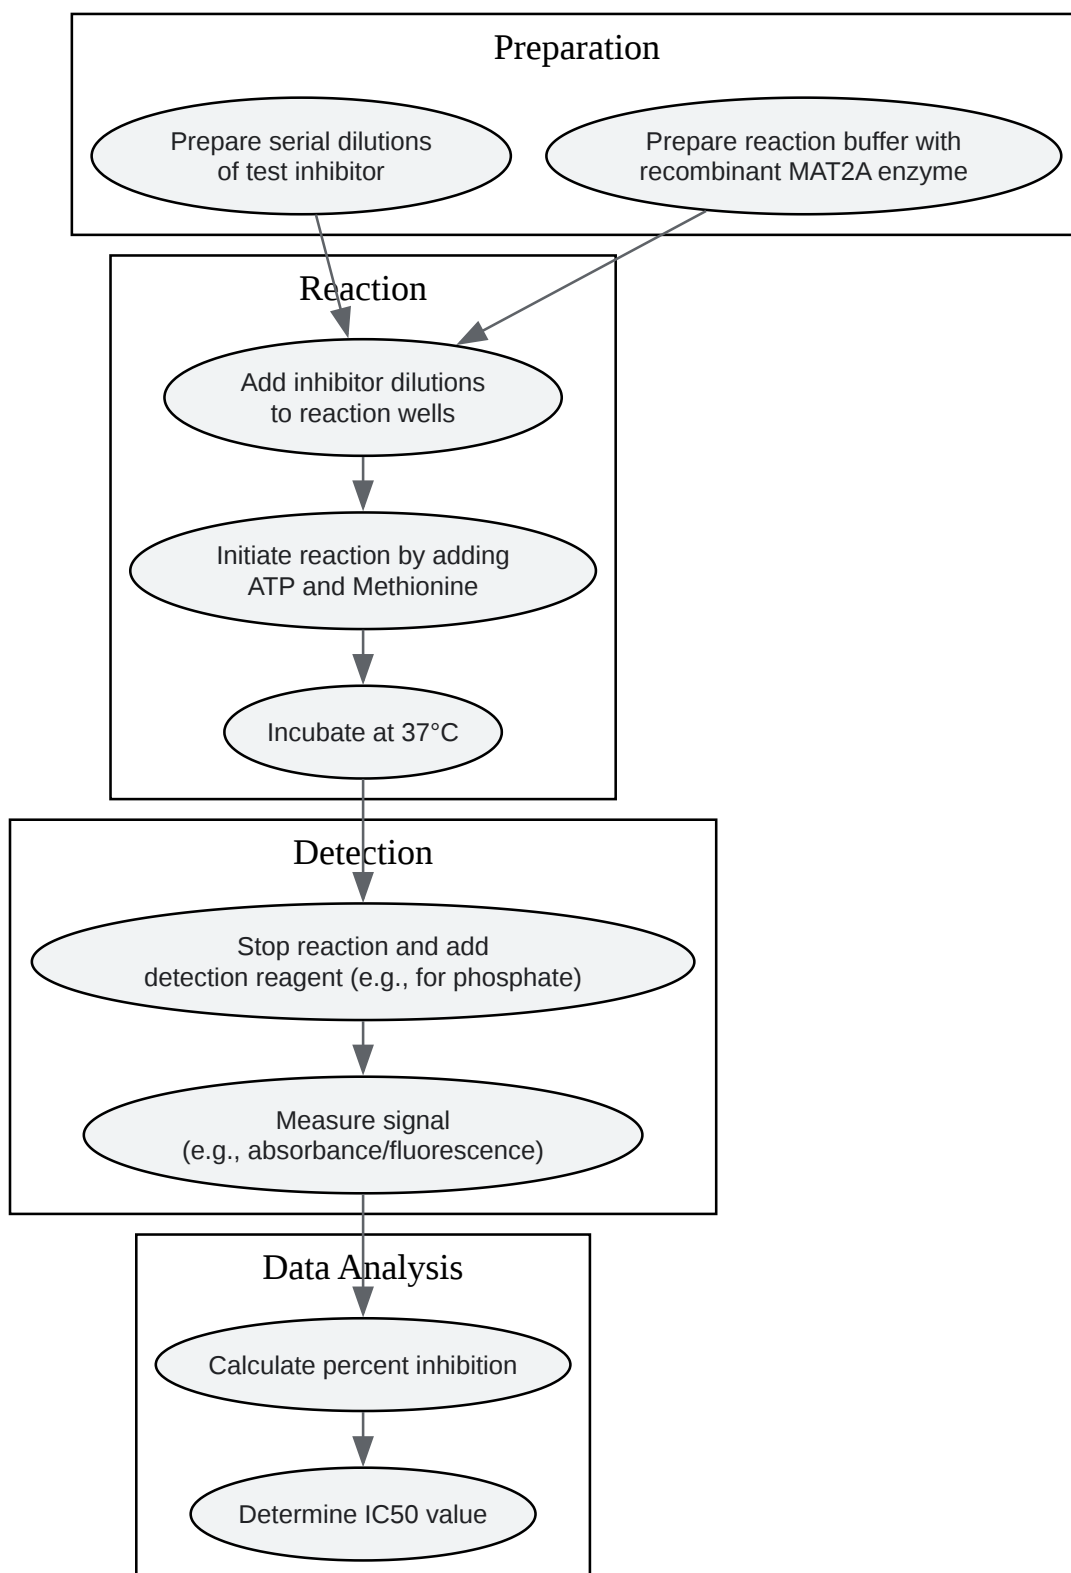 Preparation
Prepare serial dilutions
of test inhibitor
Prepare reaction buffer with
recombinant MAT2A enzyme
Reaction
Add inhibitor dilutions
to reaction wells
Initiate reaction by adding
ATP and Methionine
Incubate at 37°C
Detection
Stop reaction and add
detection reagent (e.g., for phosphate)
Measure signal
(e.g., absorbance/fluorescence)
Data Analysis
Calculate percent inhibition
Determine IC50 value